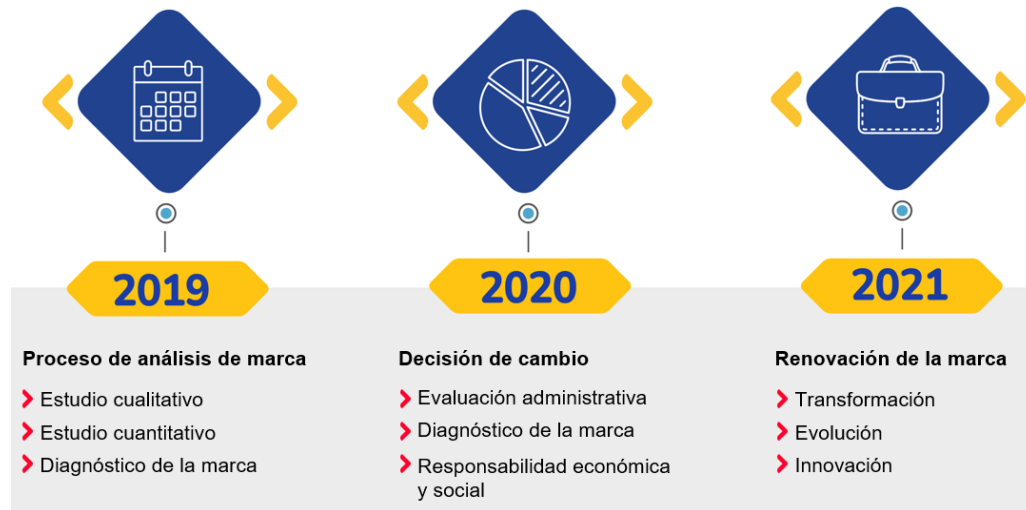 2019
Proceso de análisis de marca
Estudio cualitativo
Estudio cuantitativo
Diagnóstico de la marca
2020
Decisión de cambio
Evaluación administrativa
Diagnóstico de la marca
Responsabilidad económica
y social
2021
Renovación de la marca
Transformación
Evolución
Innovación